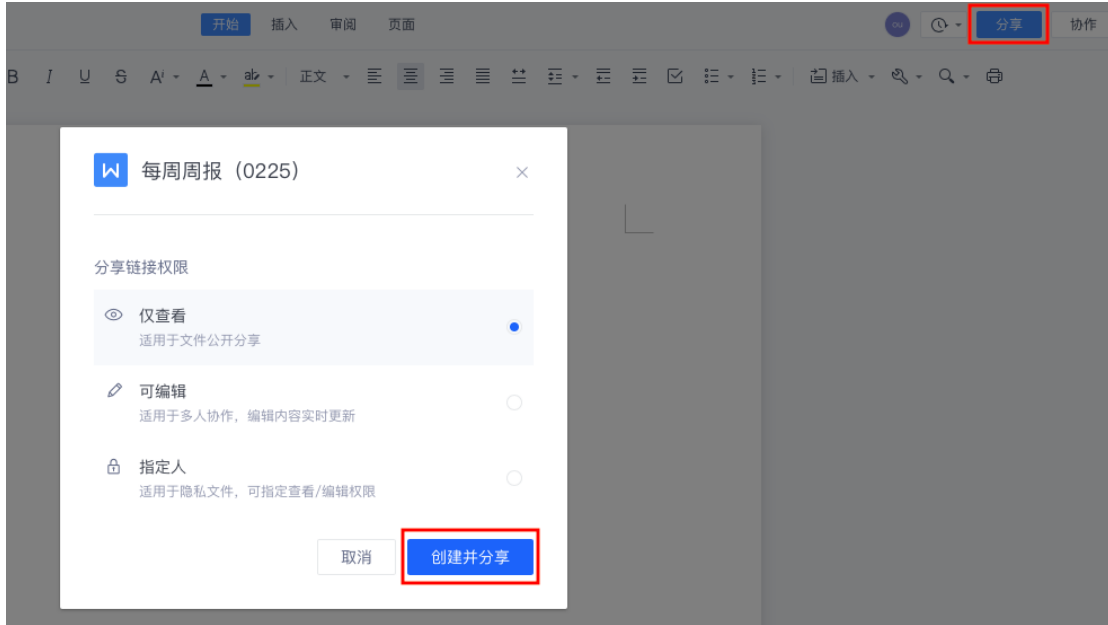 开始 插入 审阅 页面 ou 分享 协作
B I U S A A ab 正文 插入
W 每周周报（0225）
分享链接权限
仅查看
适用于文件公开分享
可编辑
适用于多人协作，编辑内容实时更新
指定人
适用于隐私文件，可指定查看/编辑权限
取消 创建并分享